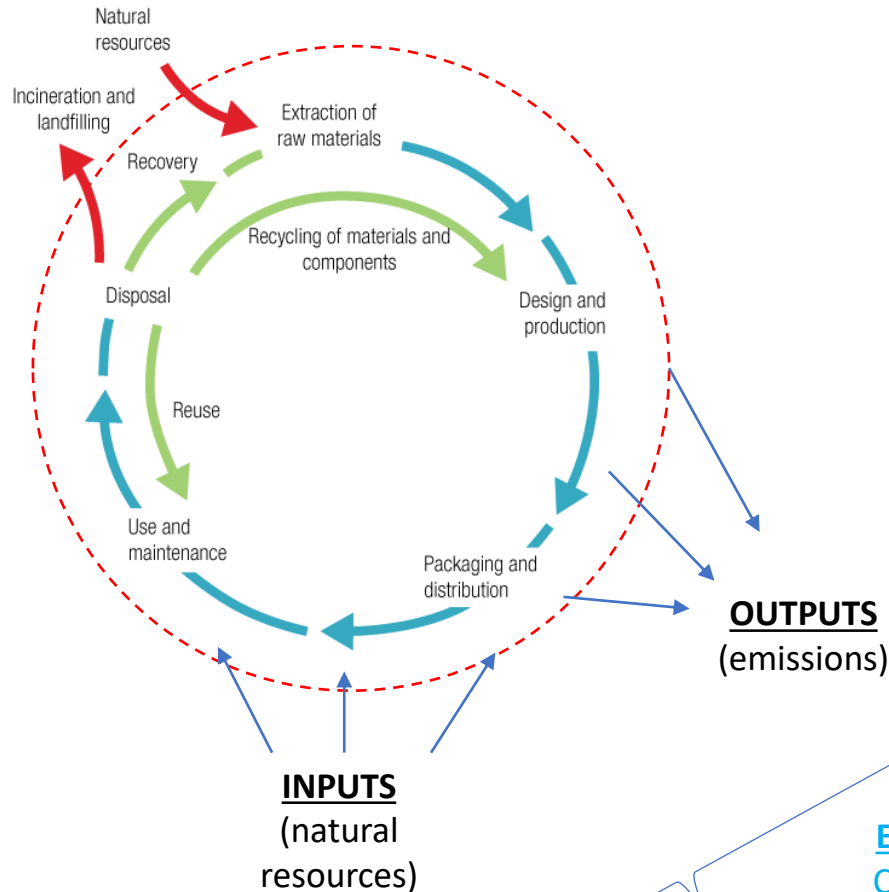 Natural
resources
Incineration and
landfilling
Extraction of
raw materials
Recovery
Recycling of materials and
components
Disposal
Design and
production
Reuse
Use and
maintenance
Packaging and
distribution
OUTPUTS
(emissions)
INPUTS
(natural
resources)